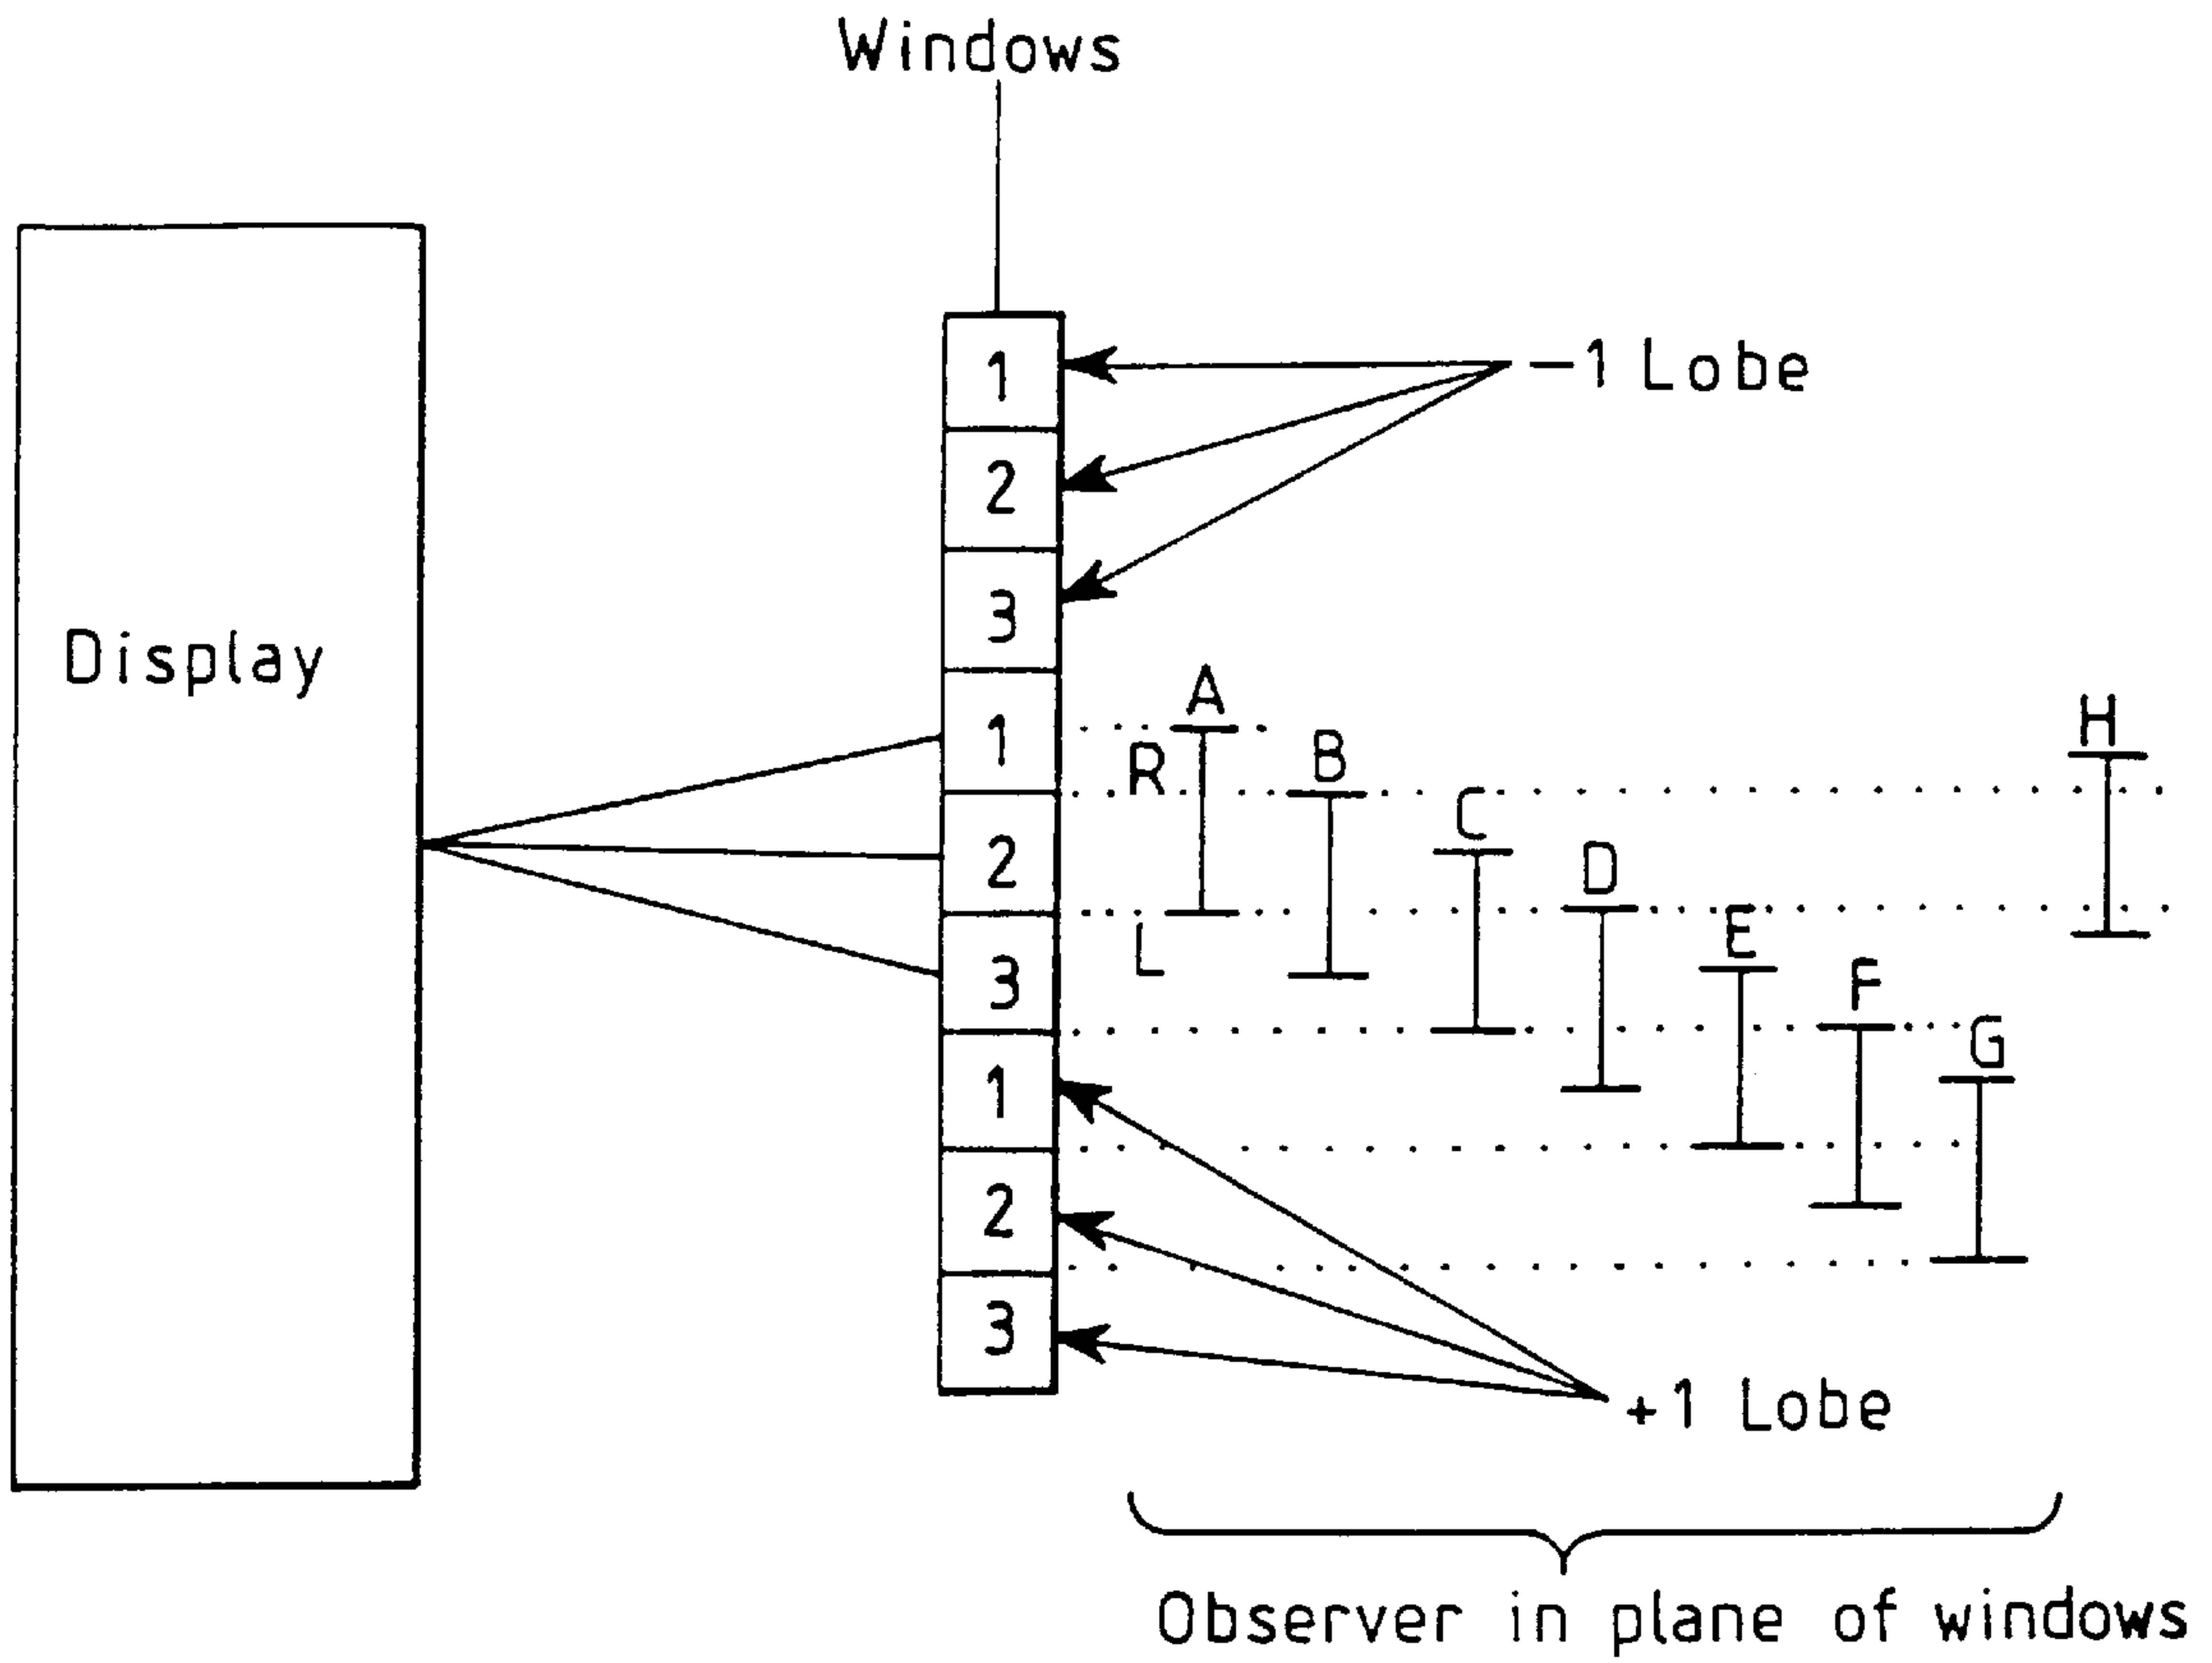 Windows
1
-1 Lobe
2
3
Display
A
H
1
R
B
C
2
D
L
E
3
F
G
1
2
3
+1 Lobe
Observer in plane of windows